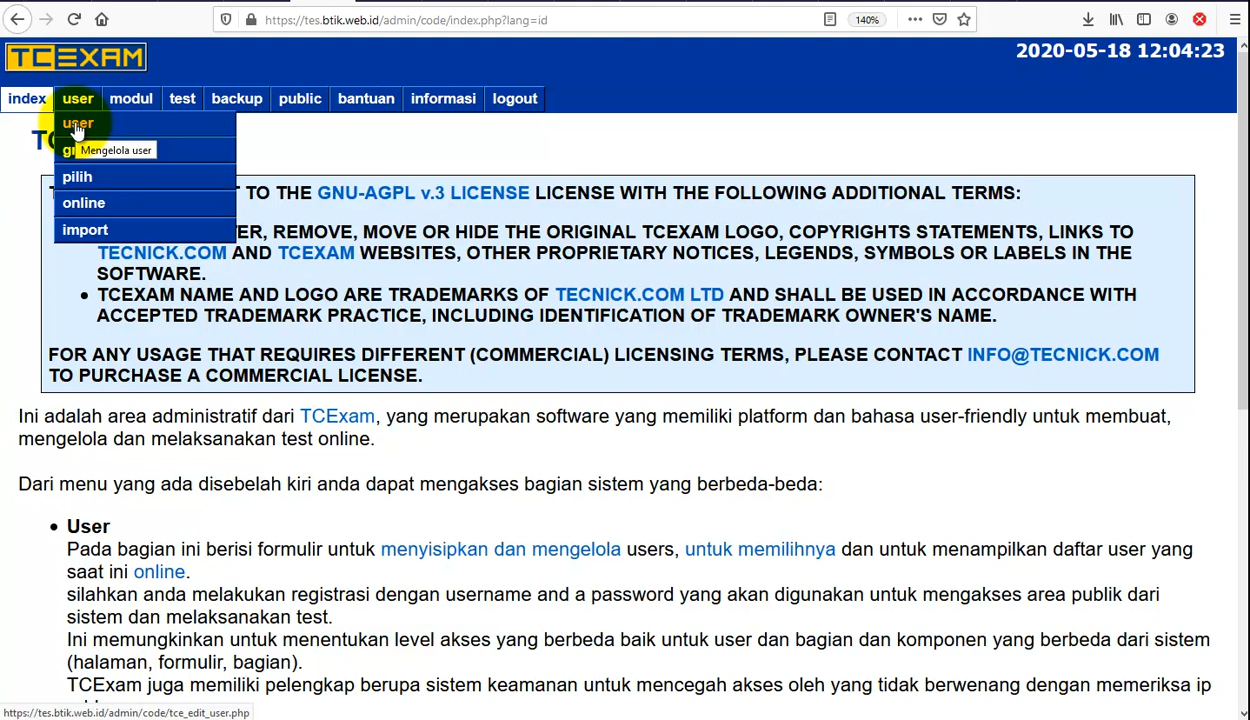 https://tes.btik.web.id/admin/code/index.php?lang=id
140%
TCEXAM
2020-05-18 12:04:23
index user modul test backup public bantuan informasi logout
user
Mengelola user
pilih
online
import
TO THE GNU-AGPL v.3 LICENSE LICENSE WITH THE FOLLOWING ADDITIONAL TERMS:
REMOVE, MOVE OR HIDE THE ORIGINAL TCEXAM LOGO, COPYRIGHTS STATEMENTS, LINKS TO
TECNICK.COM AND TCEXAM WEBSITES, OTHER PROPRIETARY NOTICES, LEGENDS, SYMBOLS OR LABELS IN THE
SOFTWARE.
• TCEXAM NAME AND LOGO ARE TRADEMARKS OF TECNICK.COM LTD AND SHALL BE USED IN ACCORDANCE WITH
ACCEPTED TRADEMARK PRACTICE, INCLUDING IDENTIFICATION OF TRADEMARK OWNER'S NAME.
FOR ANY USAGE THAT REQUIRES DIFFERENT (COMMERCIAL) LICENSING TERMS, PLEASE CONTACT INFO@TECNICK.COM
TO PURCHASE A COMMERCIAL LICENSE.
Ini adalah area administratif dari TCExam, yang merupakan software yang memiliki platform dan bahasa user-friendly untuk membuat,
mengelola dan melaksanakan test online.
Dari menu yang ada disebelah kiri anda dapat mengakses bagian sistem yang berbeda-beda:
• User
Pada bagian ini berisi formulir untuk menyisipkan dan mengelola users, untuk memilihnya dan untuk menampilkan daftar user yang
saat ini online.
silahkan anda melakukan registrasi dengan username and a password yang akan digunakan untuk mengakses area publik dari
sistem dan melaksanakan test.
Ini memungkinkan untuk menentukan level akses yang berbeda baik untuk user dan bagian dan komponen yang berbeda dari sistem
(halaman, formulir, bagian).
TCExam juga memiliki pelengkap berupa sistem keamanan untuk mencegah akses oleh yang tidak berwenang dengan memeriksa ip
https://tes.btik.web.id/admin/code/tce_edit_user.php